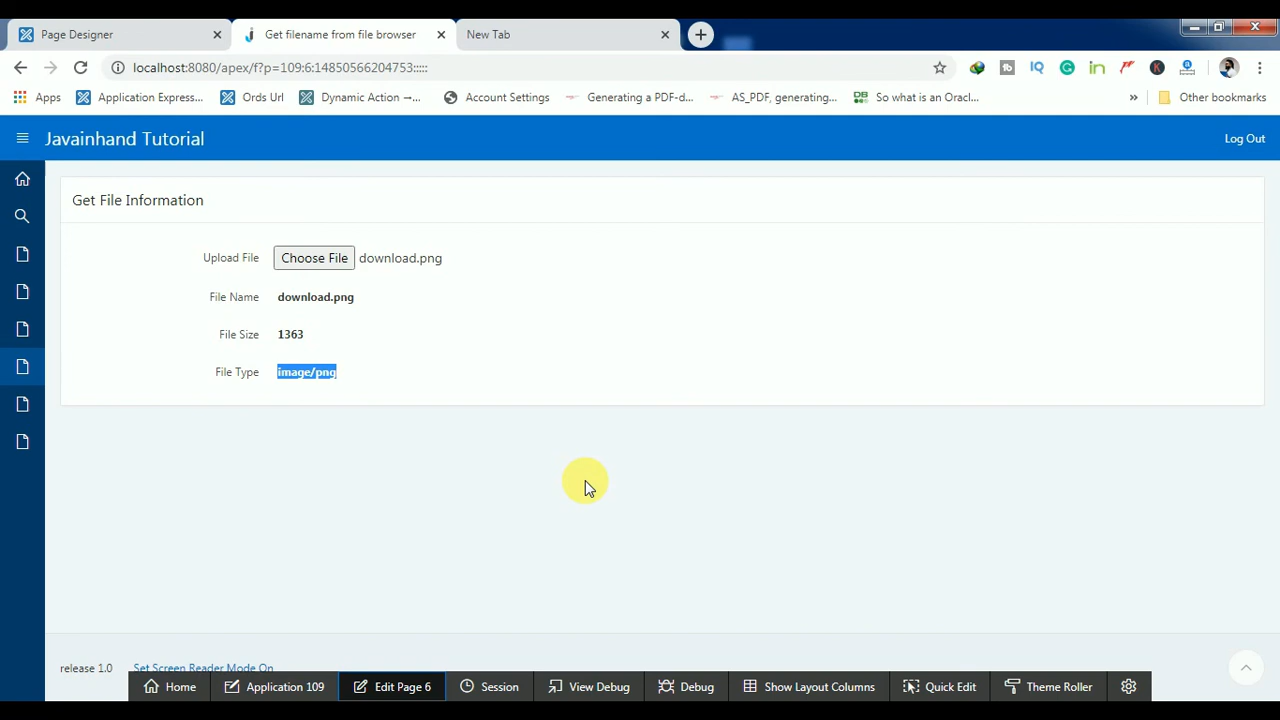 Page Designer
Get filename from file browser
New Tab
localhost:8080/apex/f?p=109:6:14850566204753:::::
Apps
Application Express...
Ords Url
Dynamic Action →...
Account Settings
Generating a PDF-d...
AS_PDF, generating...
So what is an Oracl...
»
Other bookmarks
Javainhand Tutorial
Log Out
Get File Information
Upload File Choose File download.png
File Name download.png
File Size 1363
File Type image/png
release 1.0 Set Screen Reader Mode On
Home
Application 109
Edit Page 6
Session
View Debug
Debug
Show Layout Columns
Quick Edit
Theme Roller